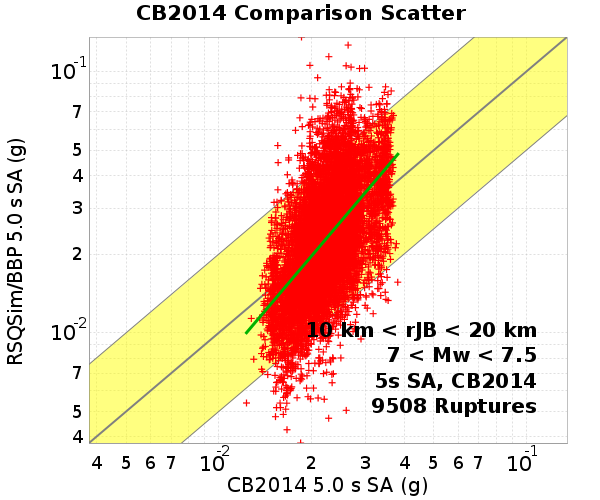 CB2014 Comparison Scatter
RSQSim/BBP 5.0 s SA (g)
10-1
7
5
4
3
2
10-2
7
5
4
10 km < rJB < 20 km
7 < Mw < 7.5
5s SA, CB2014
9508 Ruptures
4 5 6 7 10-2 2 3 4 5 6 7 10-1
CB2014 5.0 s SA (g)